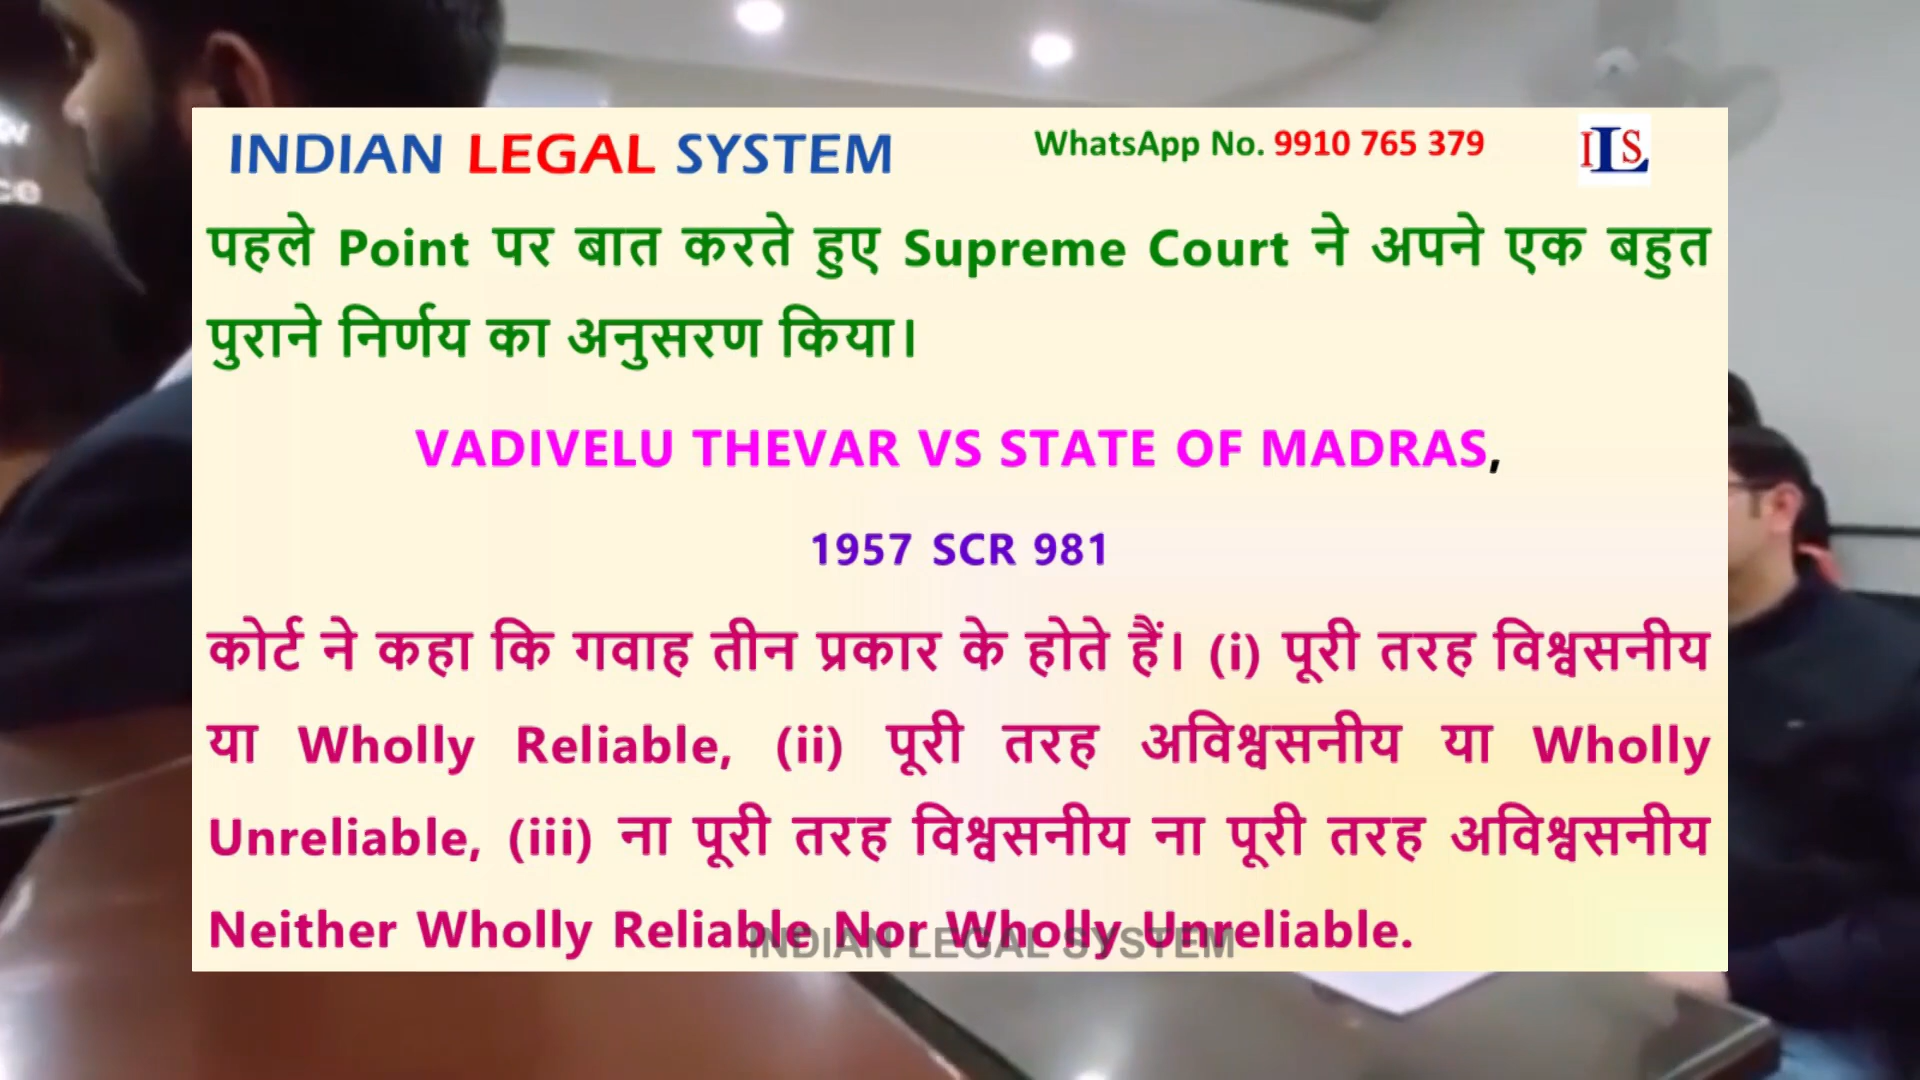 INDIAN LEGAL SYSTEM
WhatsApp No. 9910 765 379
ILS
पहले Point पर बात करते हुए Supreme Court ने अपने एक बहुत
पुराने निर्णय का अनुसरण किया।
VADIVELU THEVAR VS STATE OF MADRAS,
1957 SCR 981
कोर्ट ने कहा कि गवाह तीन प्रकार के होते हैं। (i) पूरी तरह विश्वसनीय
या Wholly Reliable, (ii) पूरी तरह अविश्वसनीय या Wholly
Unreliable, (iii) ना पूरी तरह विश्वसनीय ना पूरी तरह अविश्वसनीय
Neither Wholly Reliable Nor Wholly Unreliable.
INDIAN LEGAL SYSTEM